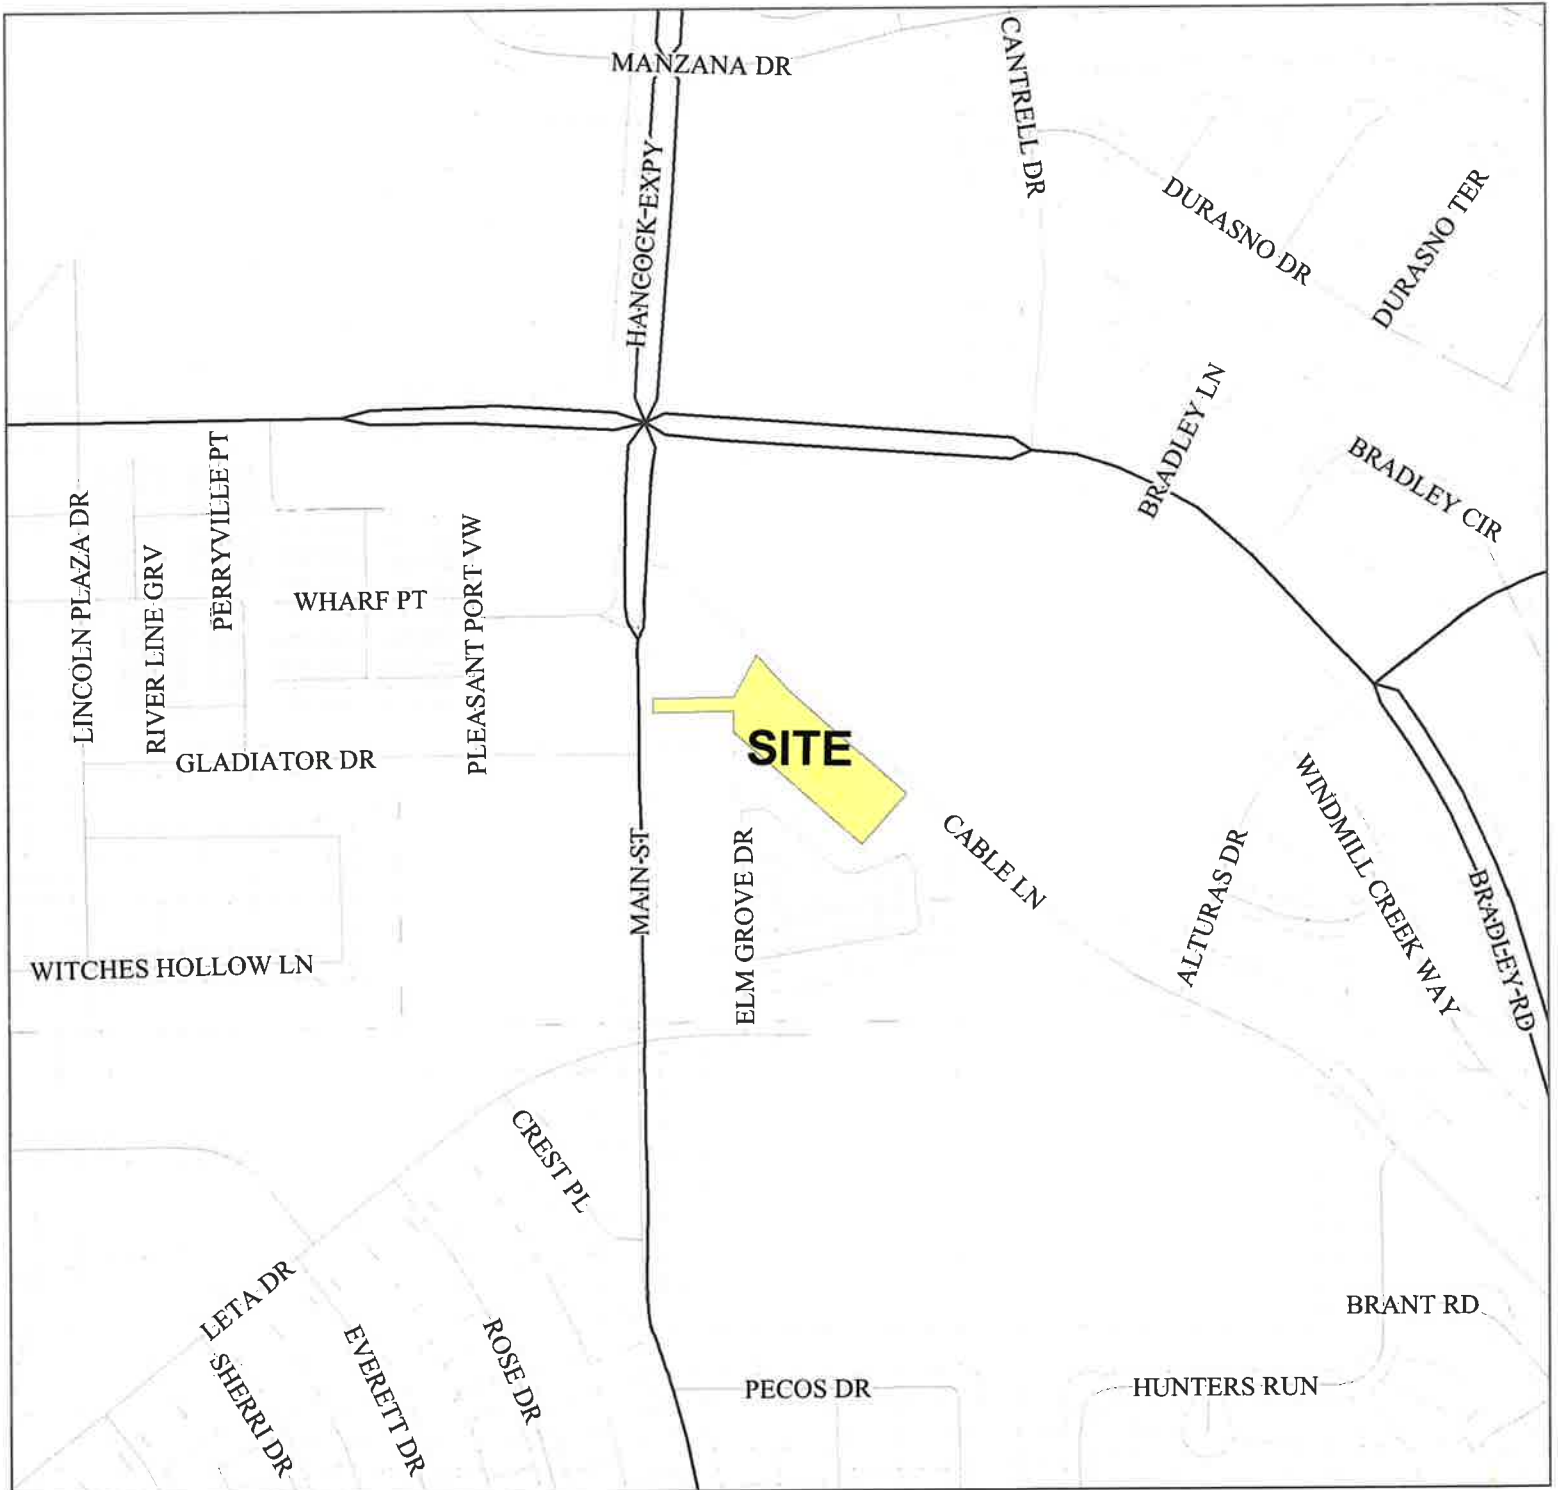 MANZANA DR
CANTRELL DR
HANCOCK EXPY
DURASNO DR
DURASNO TER
BRADLEY LN
BRADLEY CIR
LINCOLN PLAZA DR
RIVER LINE GRV
PERRYVILLE PT
WHARF PT
PLEASANT PORT VW
GLADIATOR DR
SITE
MAIN ST
ELM GROVE DR
CABLE LN
ALTURAS DR
WINDMILL CREEK WAY
BRADLEY RD
WITCHES HOLLOW LN
CREST PL
LETA DR
SHERRI DR
EVERETT DR
ROSE DR
PECOS DR
HUNTERS RUN
BRANT RD